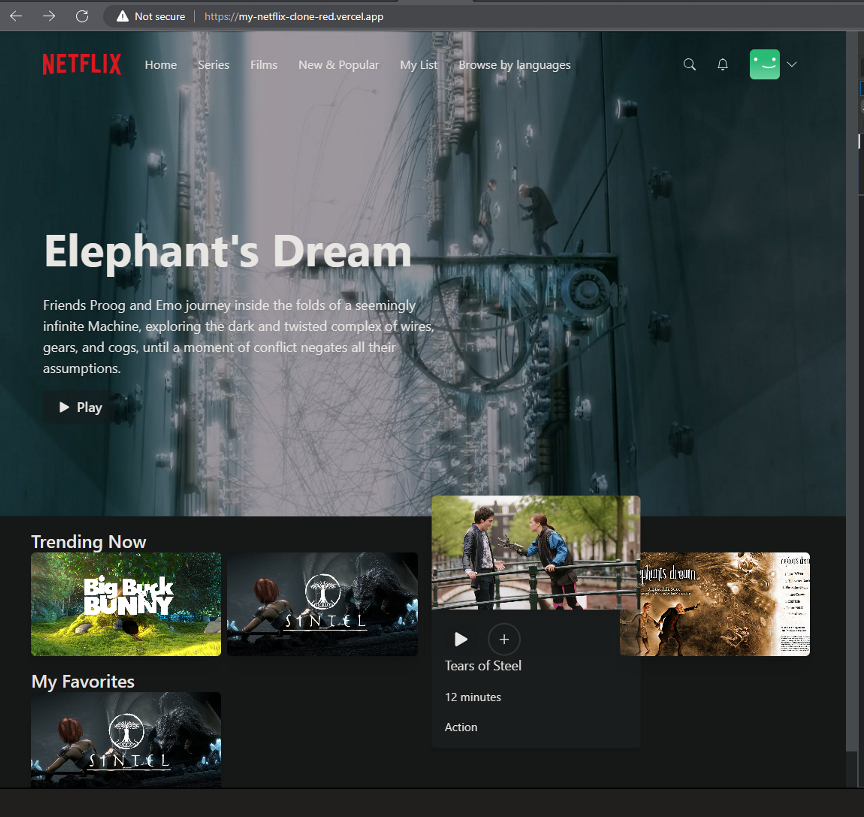 Not secure | https://my-netflix-clone-red.vercel.app
NETFLIX Home Series Films New & Popular My List Browse by languages
Elephant's Dream
Friends Proog and Emo journey inside the folds of a seemingly
infinite Machine, exploring the dark and twisted complex of wires,
gears, and cogs, until a moment of conflict negates all their
assumptions.
Play
Trending Now
Big Buck
BUNNY
SINTEL
phants dream
Tears of Steel
12 minutes
Action
My Favorites
SINTEL